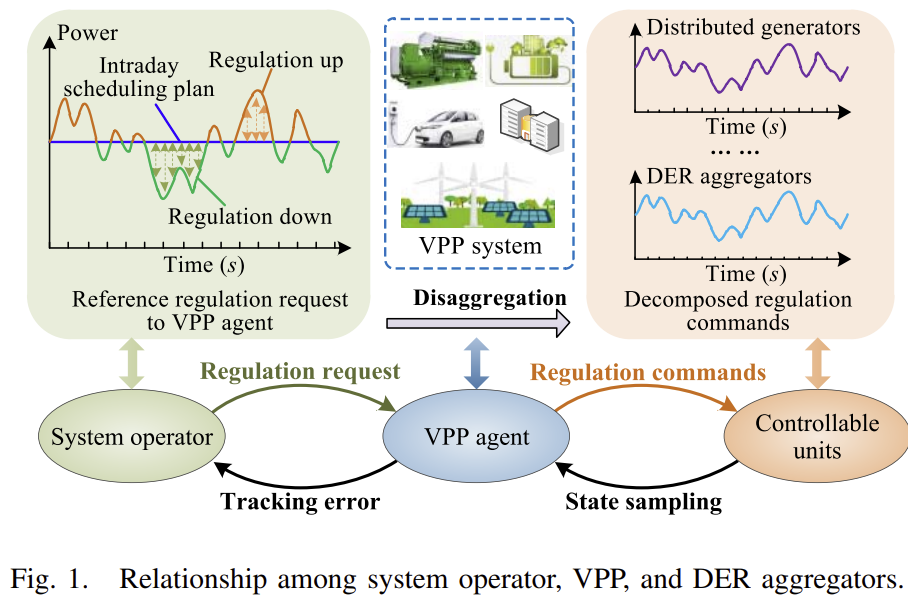 Power
Regulation up
Intraday
scheduling plan
Regulation down
Time (s)
Reference regulation request
to VPP agent
VPP system
Disaggregation
Distributed generators
Time (s)
... ...
DER aggregators
Time (s)
Decomposed regulation
commands
Regulation request
Regulation commands
System operator
VPP agent
Controllable
units
Tracking error
State sampling
Fig. 1. Relationship among system operator, VPP, and DER aggregators.